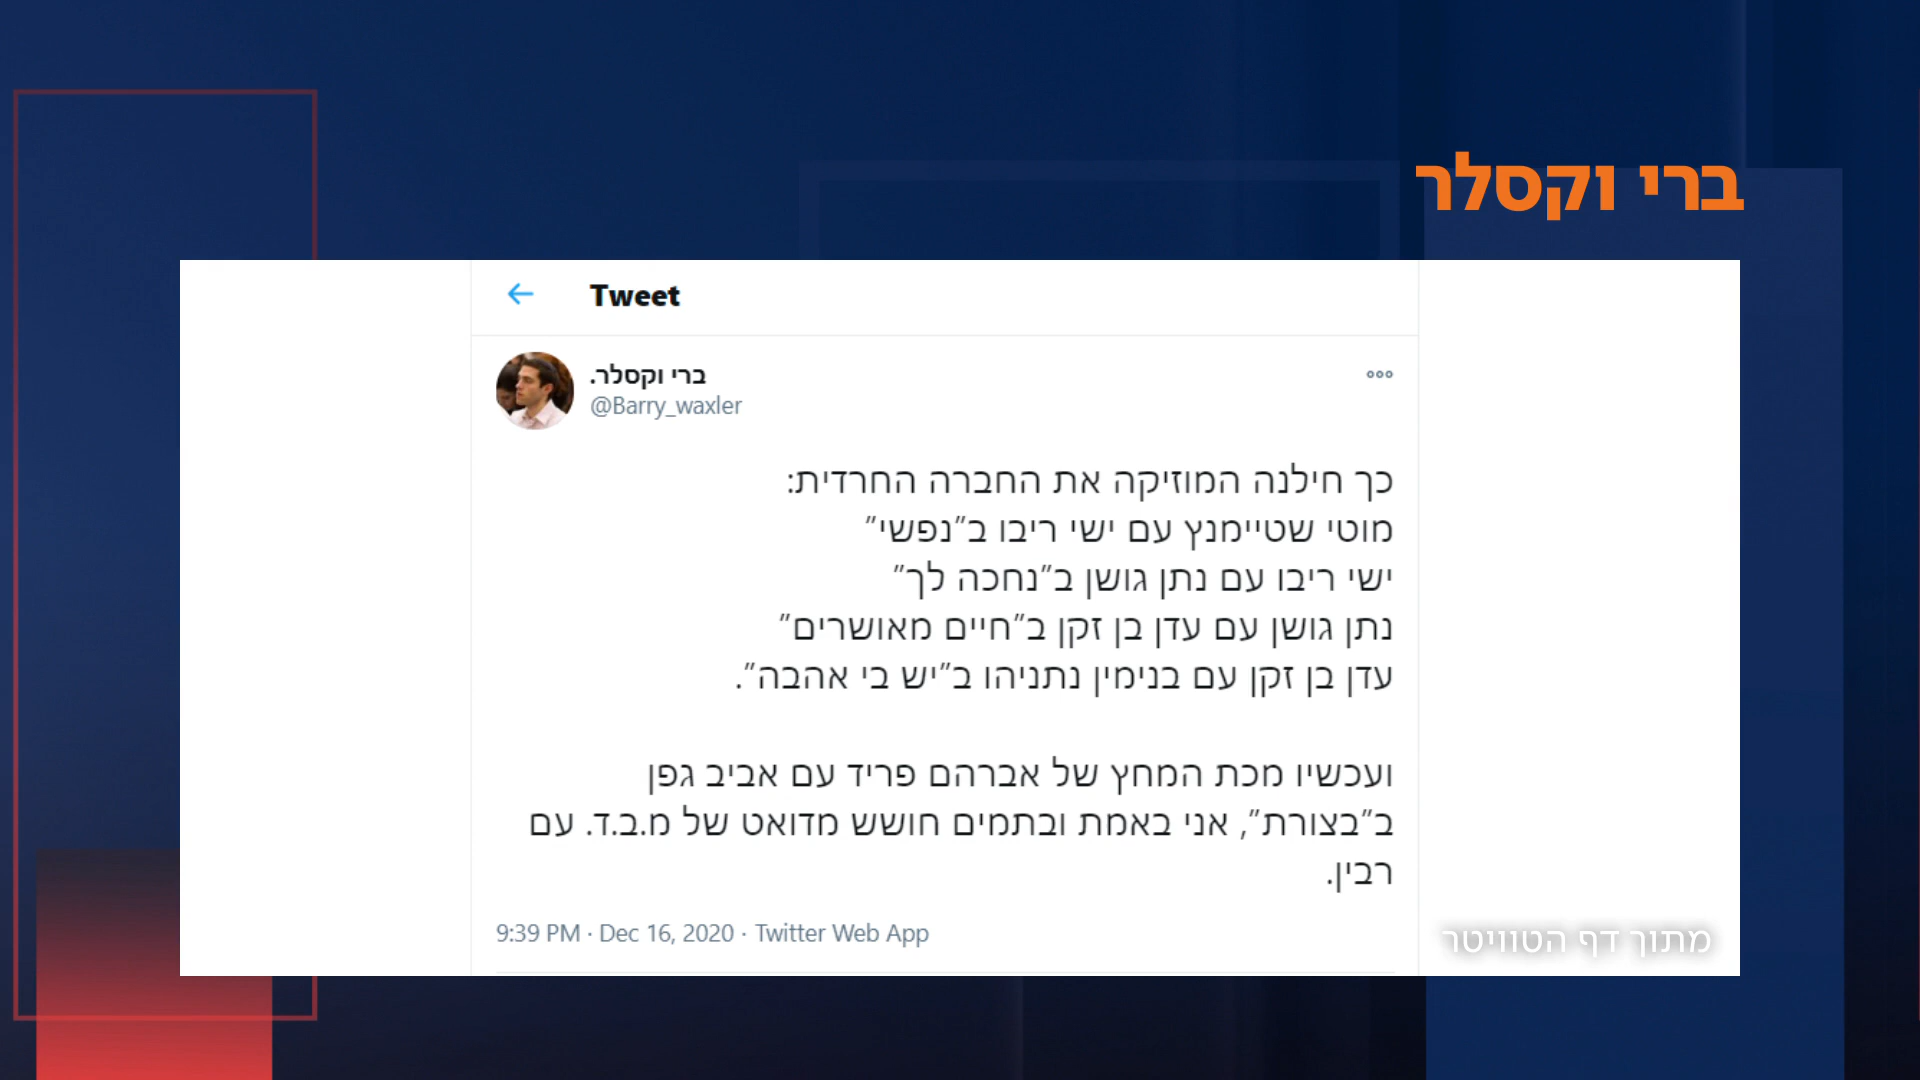 ברי וקסלר
Tweet
ברי וקסלר.
@Barry_waxler
כך חילנה המוזיקה את החברה החרדית:
מוטי שטיימנץ עם ישי ריבו ב"נפשי"
ישי ריבו עם נתן גושן ב"נחכה לך"
נתן גושן עם עדן בן זקן ב"חיים מאושרים"
עדן בן זקן עם בנימין נתניהו ב"יש בי אהבה".
ועכשיו מכת המחץ של אברהם פריד עם אביב גפן
ב"בצורת", אני באמת ובתמים חושש מדואט של מ.ב.ד. עם
רבין.
9:39 PM · Dec 16, 2020 · Twitter Web App
מתוך דף הטוויטר